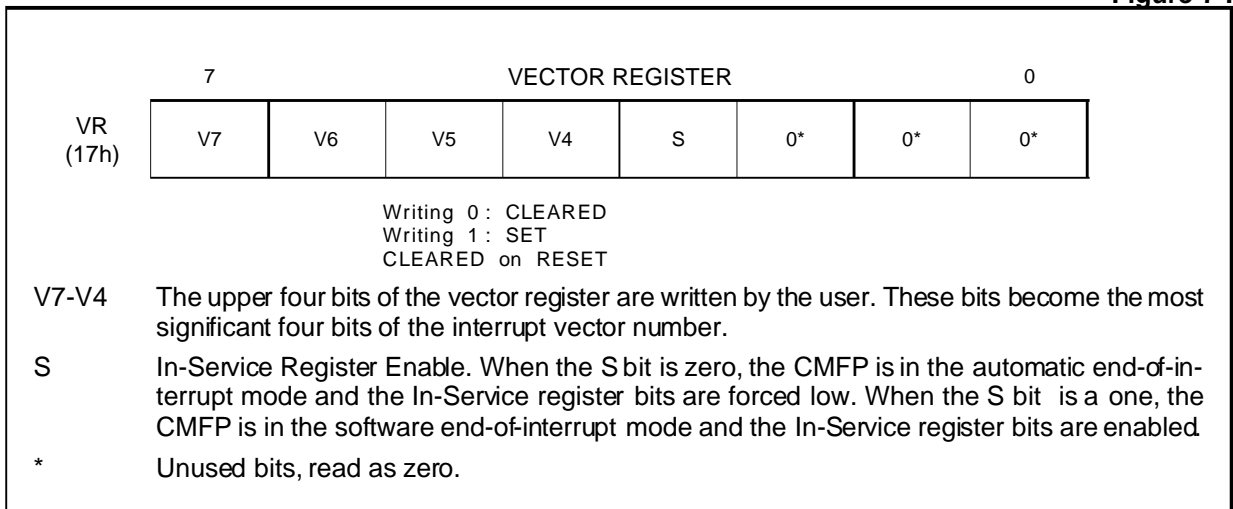 7 VECTOR REGISTER 0
VR
(17h)
V7 V6 V5 V4 S 0* 0* 0*
Writing 0 : CLEARED
Writing 1 : SET
CLEARED on RESET
V7-V4 The upper four bits of the vector register are written by the user. These bits become the most
significant four bits of the interrupt vector number.
S In-Service Register Enable. When the S bit is zero, the CMFP is in the automatic end-of-in-
terrupt mode and the In-Service register bits are forced low. When the S bit is a one, the
CMFP is in the software end-of-interrupt mode and the In-Service register bits are enabled.
* Unused bits, read as zero.